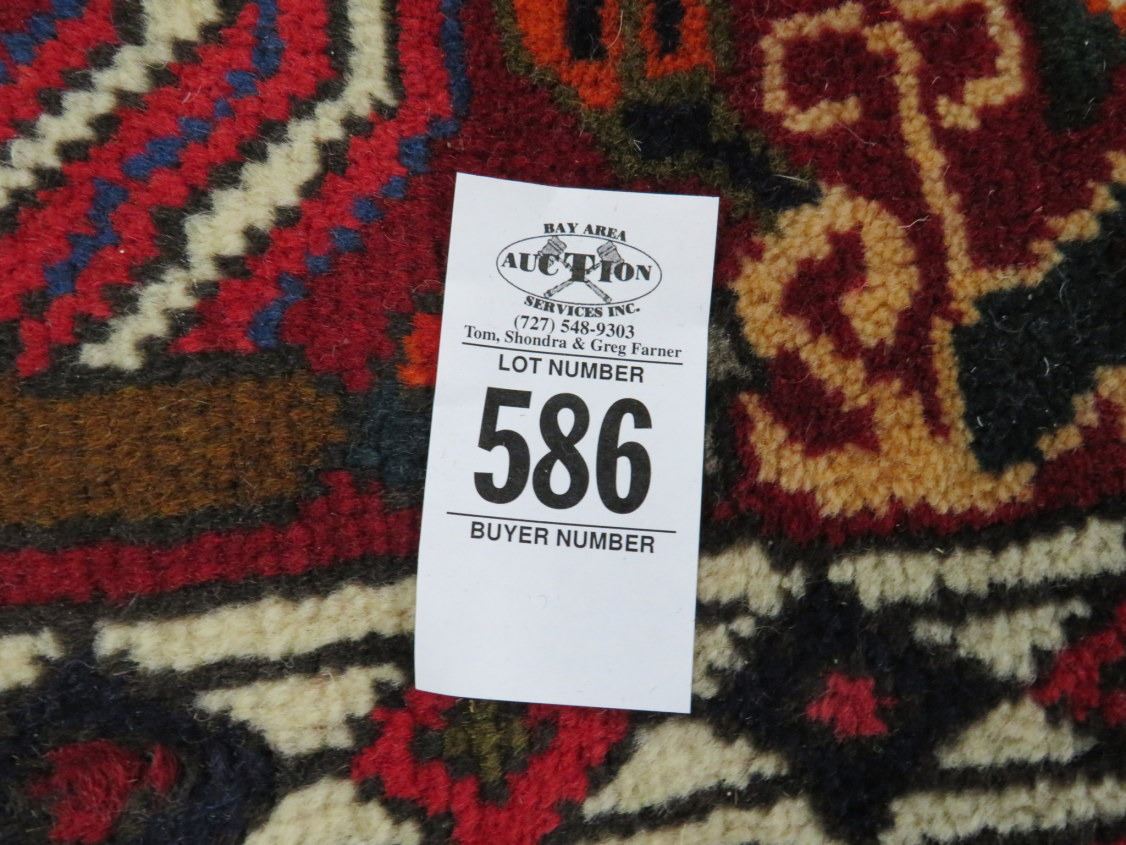 BAY AREA
AUCTION
SERVICES INC.
(727) 548-9303
Tom, Shondra & Greg Farner
LOT NUMBER
586
BUYER NUMBER